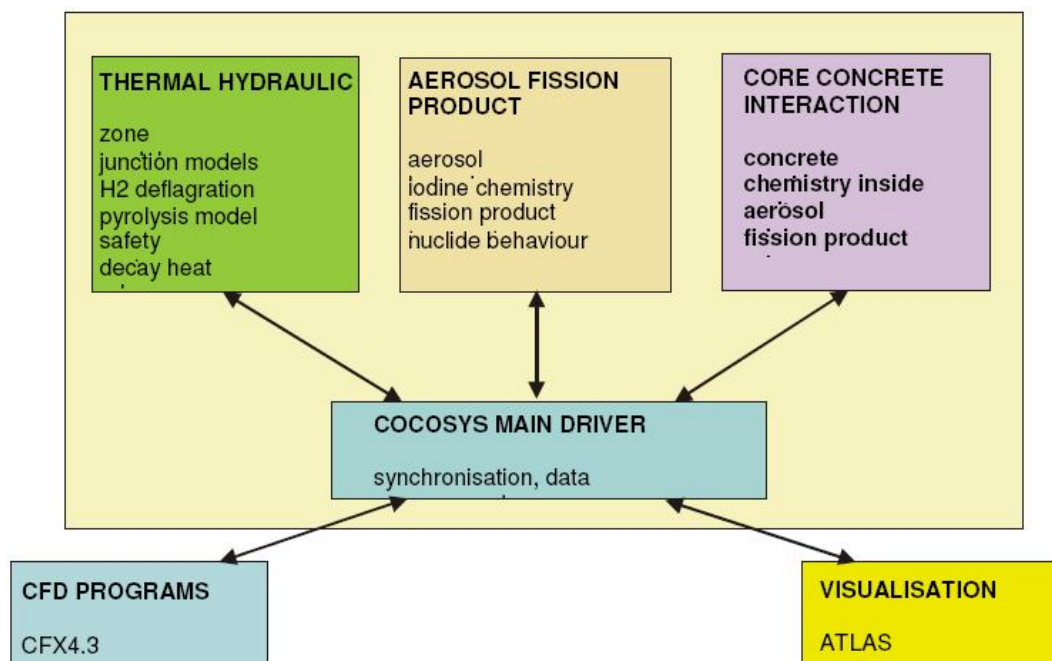 THERMAL HYDRAULIC
zone
junction models
H2 deflagration
pyrolysis model
safety
decay heat
AEROSOL FISSION
PRODUCT
aerosol
Iodine chemistry
fission product
nuclide behaviour
CORE CONCRETE
INTERACTION
concrete
chemistry inside
aerosol
fission product
COCOSYS MAIN DRIVER
synchronisation, data
CFD PROGRAMS
CFX4.3
VISUALISATION
ATLAS